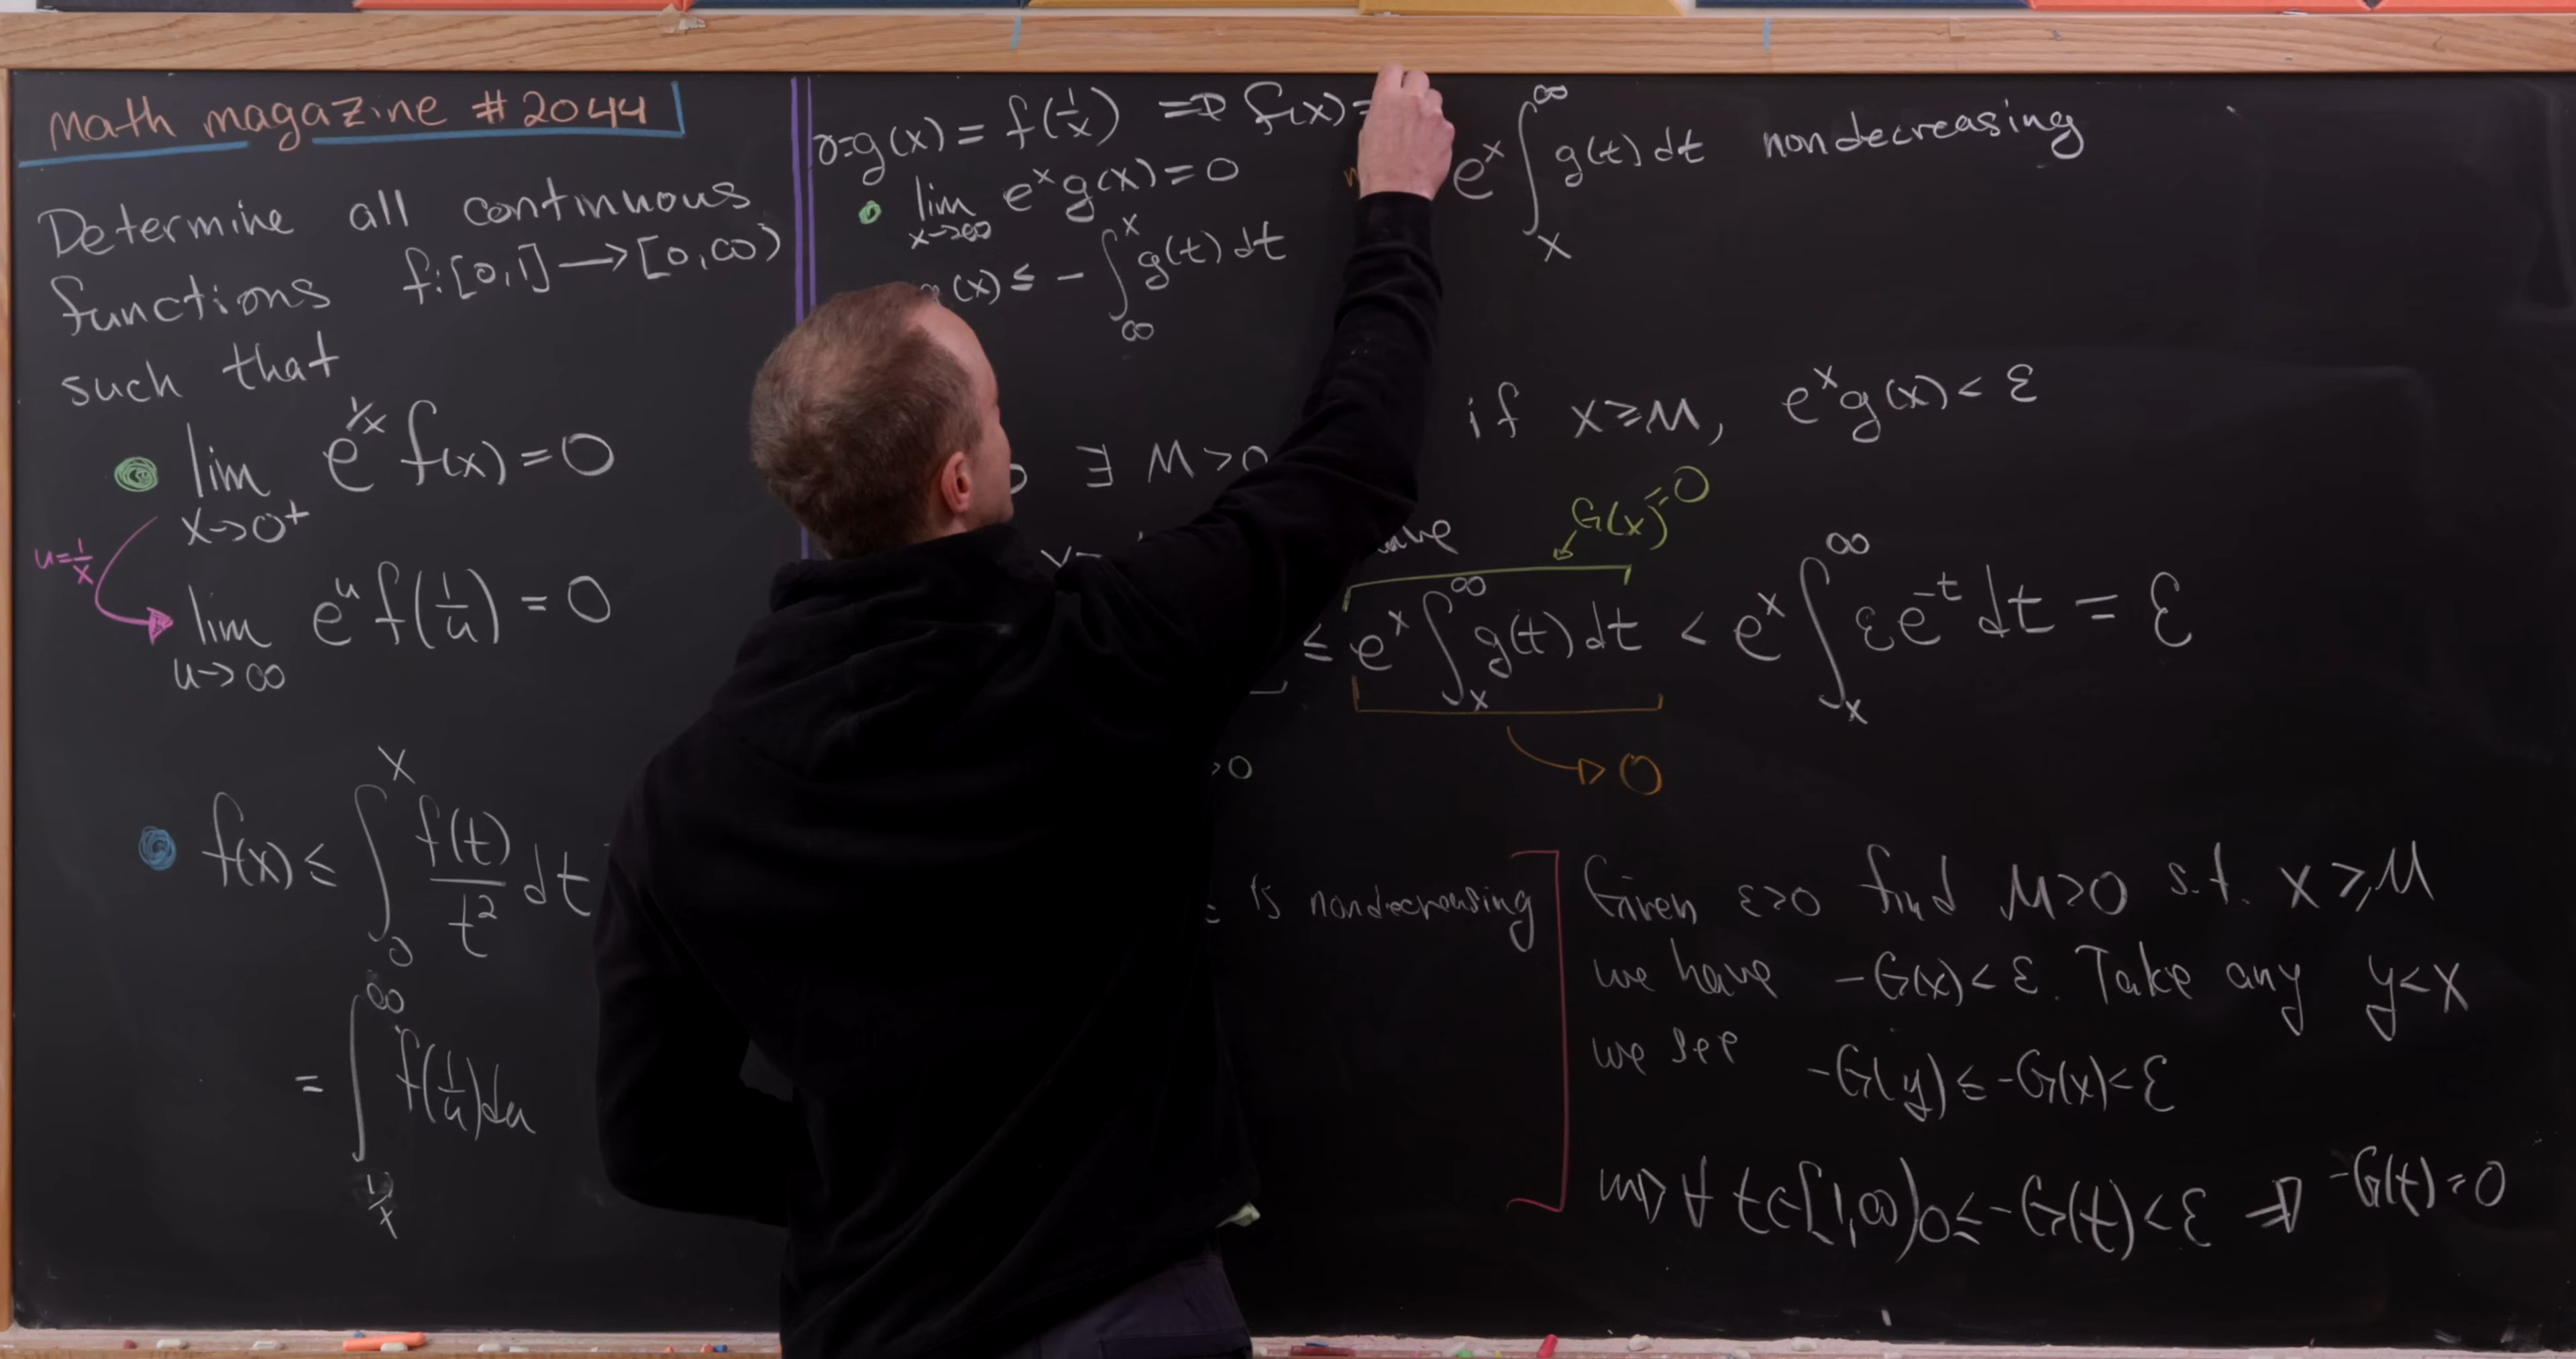 math magazine #2044
Determine all continuous
functions f:[0,1]→[0,∞)
such that
lim x→0⁺ e^{1/x} f(x)=0
u=1/x
lim u→∞ e^u f(1/u) = 0
f(x) ≤ ∫_0^x f(t)/t² dt
= ∫_{1/x}^∞ f(1/u) du
0=g(x) = f(1/x) ⇒ f(x)=
lim x→∞ e^x g(x) = 0
(x) ≤ - ∫_∞^x g(t) dt
e^x ∫_x^∞ g(t) dt nondecreasing
∃ M>0 if x≥M, e^x g(x) < ε
G(x)=0
≤ e^x ∫_x^∞ g(t) dt < e^x ∫_x^∞ εe^{-t} dt = ε
>0
→ 0
is nondecreasing
Given ε>0 find M>0 s.t. x≥M
we have -G(x)<ε. Take any y<x
we see -G(y) ≤ -G(x) < ε
⇒ ∀ t∈[1,∞) 0≤ -G(t) < ε ⇒ -G(t)=0